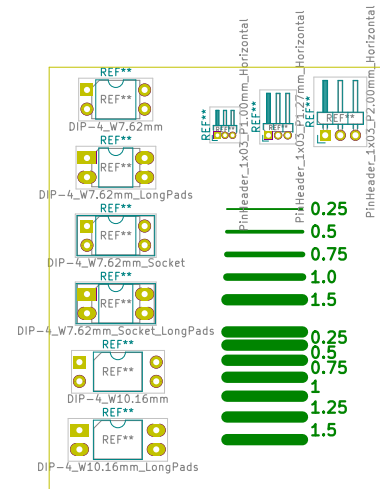 REF**
REF**
DIP-4_W7.62mm
REF**
REF**
DIP-4_W7.62mm_LongPads
REF**
REF**
DIP-4_W7.62mm_Socket
REF**
REF**
DIP-4_W7.62mm_Socket_LongPads
REF**
REF**
DIP-4_W10.16mm
REF**
REF**
DIP-4_W10.16mm_LongPads
REF**
REF**
PinHeader_1x03_P1.00mm_Horizontal
REF**
REF**
PinHeader_1x03_P1.27mm_Horizontal
REF**
REF**
PinHeader_1x03_P2.00mm_Horizontal
0.25
0.5
0.75
1.0
1.5
0.25
0.5
0.75
1
1.25
1.5